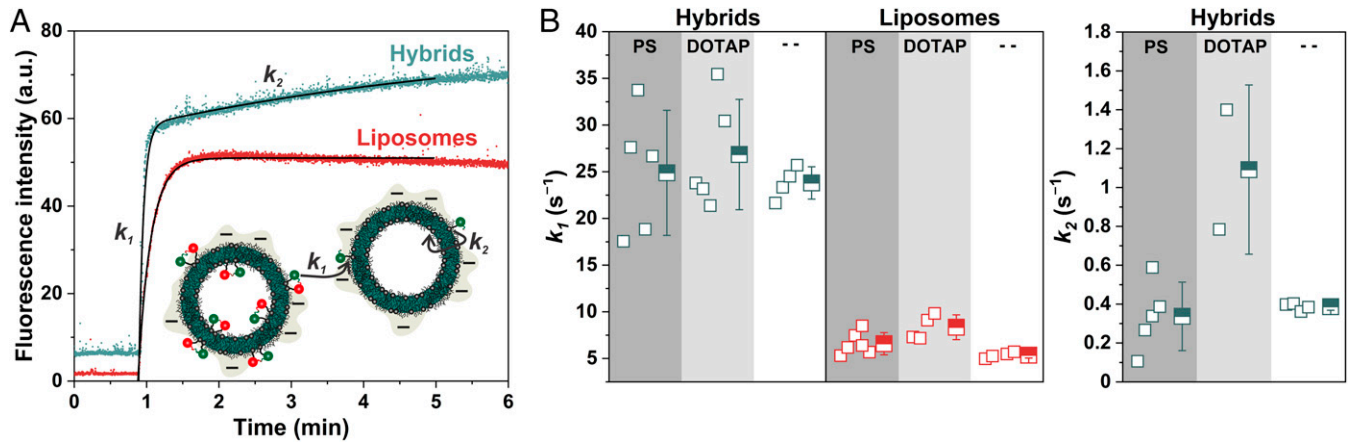 A
Fluorescence intensity (a.u.)
80
60
40
20
0
0 1 2 3 4 5 6
Time (min)
Hybrids
k2
Liposomes
k1
k1
k2
− − − − − − − − − − − −
B
Hybrids Liposomes Hybrids
PS DOTAP -- PS DOTAP -- PS DOTAP --
k1 (s−1)
40
35
30
25
20
15
10
5
k2 (s−1)
1.8
1.6
1.4
1.2
1
0.8
0.6
0.4
0.2
0